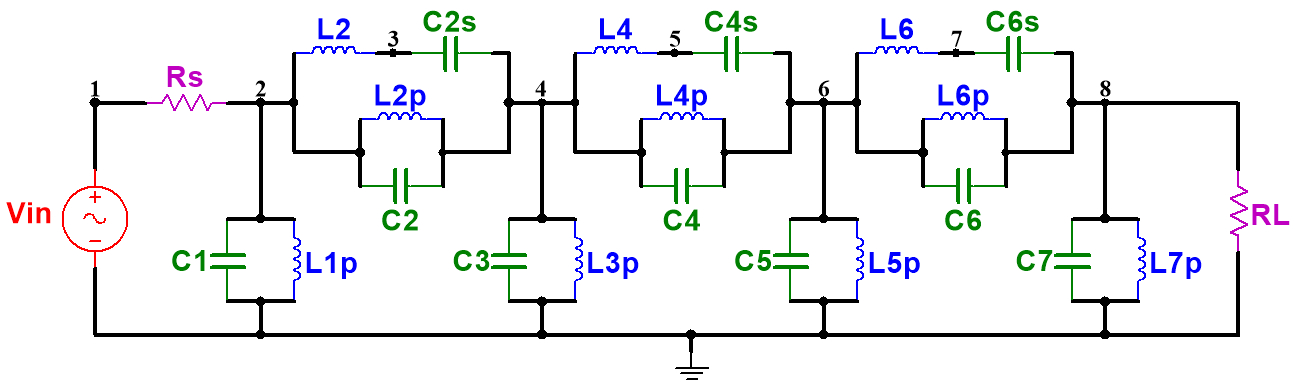 L2 3 C2s L4 5 C4s L6 7 C6s
1 Rs 2 L2p 4 L4p 6 L6p 8
Vin C2 C4 C6 RL
C1 L1p C3 L3p C5 L5p C7 L7p